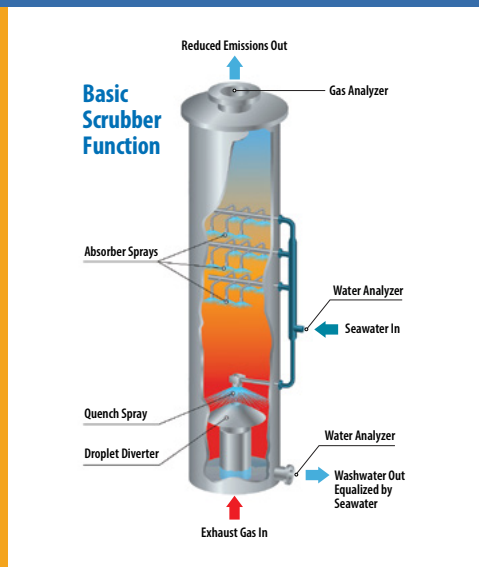 Reduced Emissions Out
Gas Analyzer
Basic
Scrubber
Function
Absorber Sprays
Water Analyzer
Seawater In
Quench Spray
Water Analyzer
Droplet Diverter
Washwater Out
Equalized by
Seawater
Exhaust Gas In